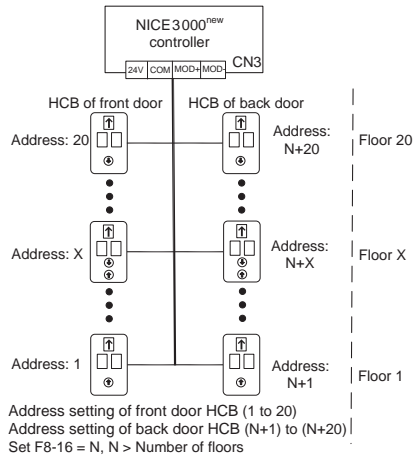 NICE3000new
controller
24V COM MOD+ MOD- CN3
HCB of front door HCB of back door
Address: 20 Address: N+20 Floor 20
Address: X Address: N+X Floor X
Address: 1 Address: N+1 Floor 1
Address setting of front door HCB (1 to 20)
Address setting of back door HCB (N+1) to (N+20)
Set F8-16 = N, N > Number of floors